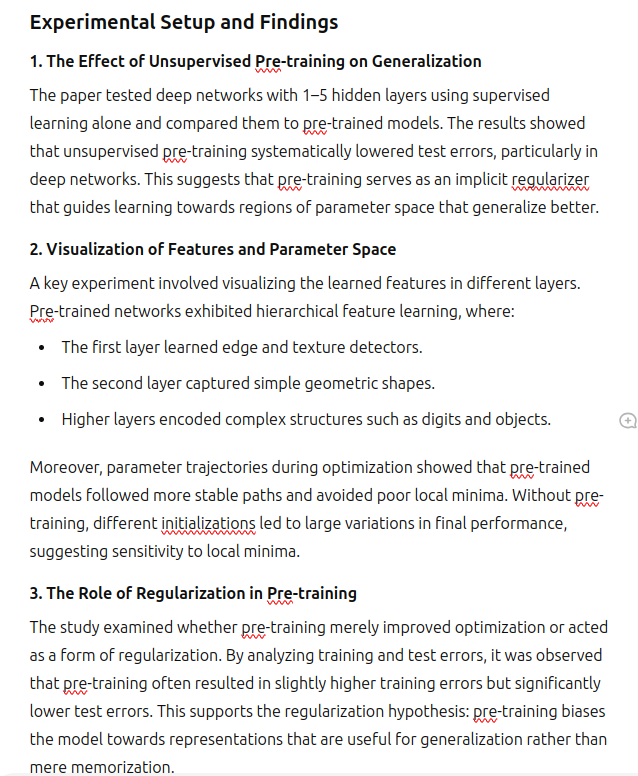 Experimental Setup and Findings
1. The Effect of Unsupervised Pre-training on Generalization
The paper tested deep networks with 1–5 hidden layers using supervised
learning alone and compared them to pre-trained models. The results showed
that unsupervised pre-training systematically lowered test errors, particularly in
deep networks. This suggests that pre-training serves as an implicit regularizer
that guides learning towards regions of parameter space that generalize better.
2. Visualization of Features and Parameter Space
A key experiment involved visualizing the learned features in different layers.
Pre-trained networks exhibited hierarchical feature learning, where:
• The first layer learned edge and texture detectors.
• The second layer captured simple geometric shapes.
• Higher layers encoded complex structures such as digits and objects.
Moreover, parameter trajectories during optimization showed that pre-trained
models followed more stable paths and avoided poor local minima. Without pre-
training, different initializations led to large variations in final performance,
suggesting sensitivity to local minima.
3. The Role of Regularization in Pre-training
The study examined whether pre-training merely improved optimization or acted
as a form of regularization. By analyzing training and test errors, it was observed
that pre-training often resulted in slightly higher training errors but significantly
lower test errors. This supports the regularization hypothesis: pre-training biases
the model towards representations that are useful for generalization rather than
mere memorization.